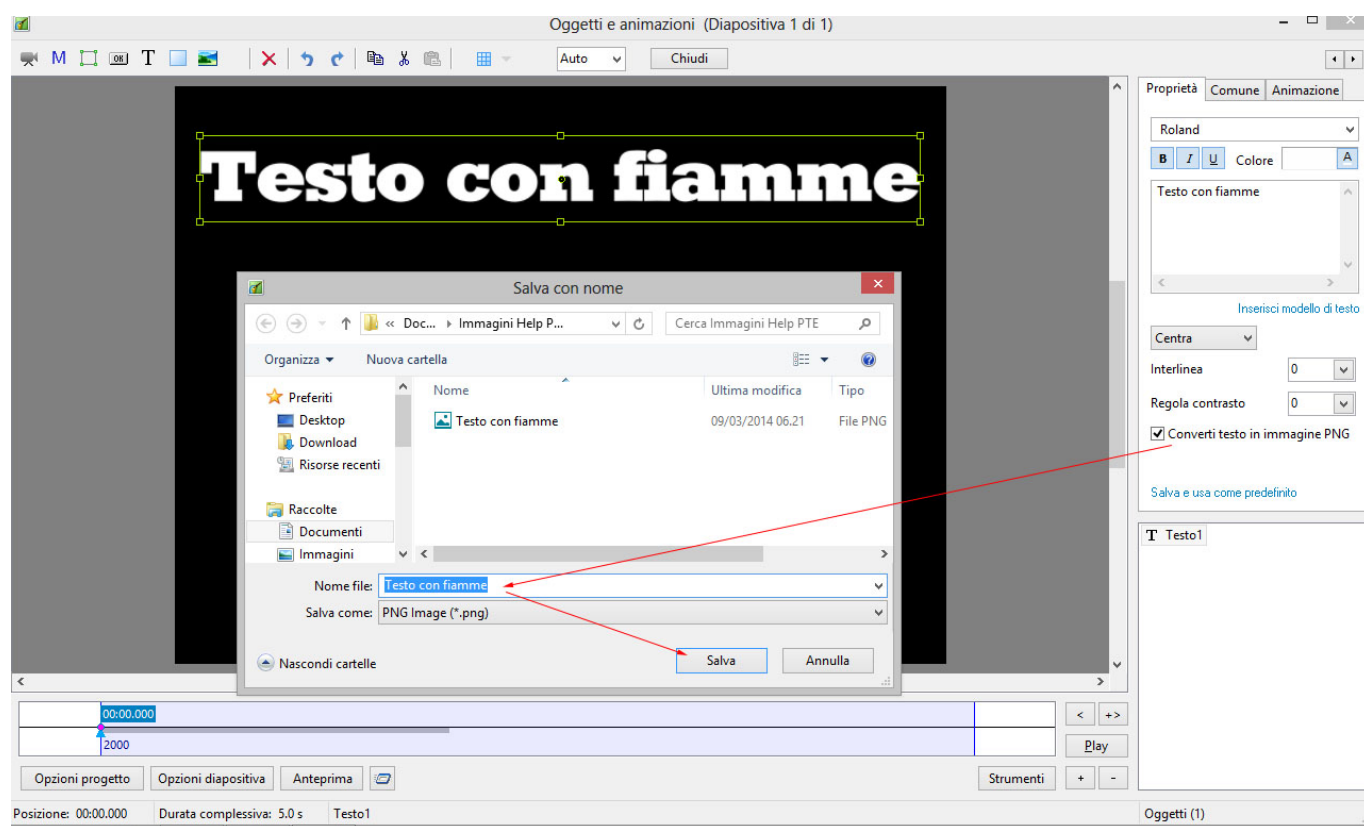 Oggetti e animazioni (Diapositiva 1 di 1)
M OB T Auto Chiudi
Proprietà Comune Animazione
Roland
B I U Colore A
Testo con fiamme
Inserisci modello di testo
Centra
Interlinea 0
Regola contrasto 0
Converti testo in immagine PNG
Salva e usa come predefinito
T Testo1
Testo con fiamme
Salva con nome
« Doc... Immagini Help P... Cerca Immagini Help PTE
Organizza Nuova cartella
Preferiti
Desktop
Download
Risorse recenti
Raccolte
Documenti
Immagini
Nome Ultima modifica Tipo
Testo con fiamme 09/03/2014 06.21 File PNG
Nome file: Testo con fiamme
Salva come: PNG Image (*.png)
Nascondi cartelle Salva Annulla
00:00.000 < +>
2000 Play
Opzioni progetto Opzioni diapositiva Anteprima Strumenti + -
Posizione: 00:00.000 Durata complessiva: 5.0 s Testo1 Oggetti (1)